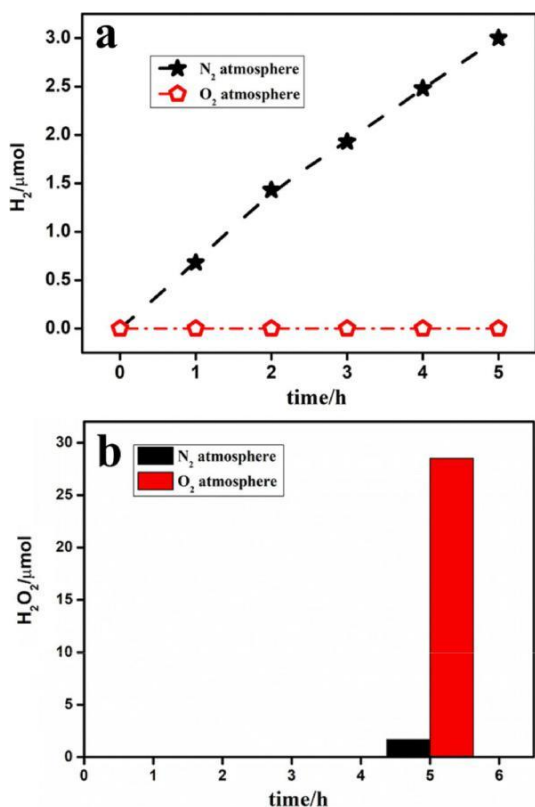 a
N₂ atmosphere
O₂ atmosphere
H₂/μmol
3.0
2.5
2.0
1.5
1.0
0.5
0.0
0 1 2 3 4 5
time/h
b
N₂ atmosphere
O₂ atmosphere
H₂O₂/μmol
30
25
20
15
10
5
0
0 1 2 3 4 5 6
time/h